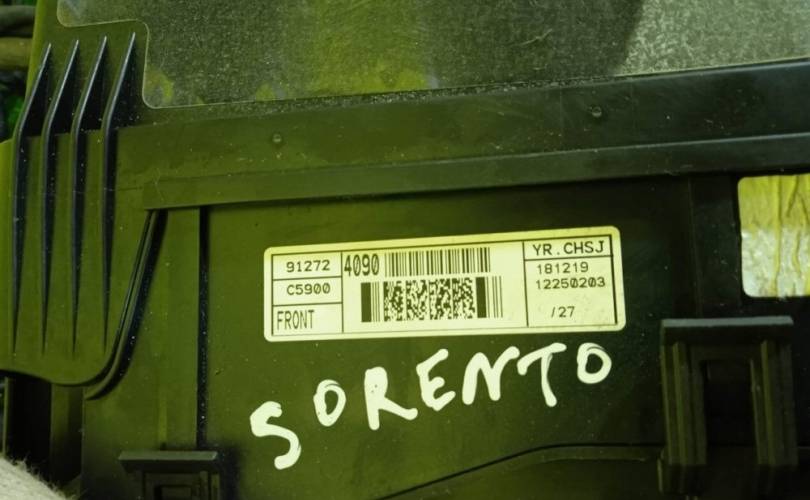 91272 4090 YR.CHSJ
C5900 181219
12250203
FRONT /27
SORENTO